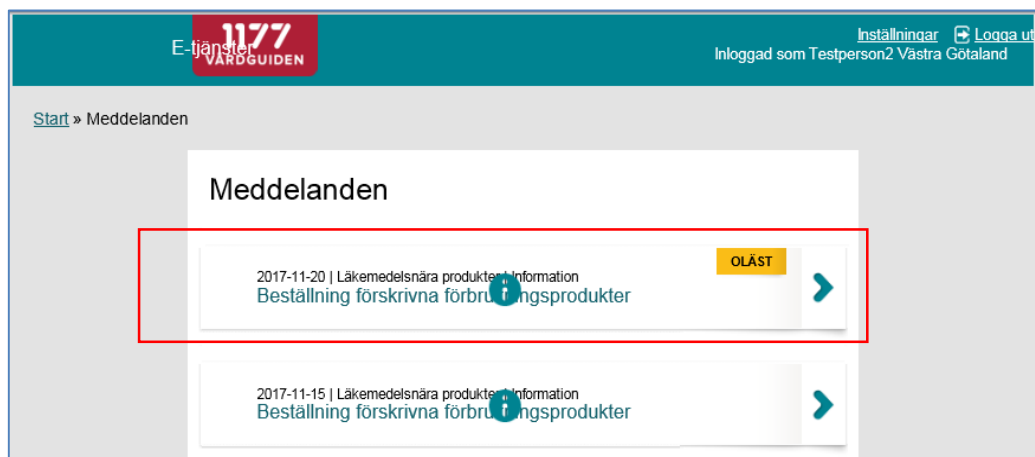 1177
VÅRDGUIDEN
E-tjänster
Inställningar Logga ut
Inloggad som Testperson2 Västra Götaland
Start » Meddelanden
Meddelanden
OLÄST
2017-11-20 | Läkemedelsnära produkter | Information
Beställning förskrivna förbrukningsprodukter
2017-11-15 | Läkemedelsnära produkter | Information
Beställning förskrivna förbrukningsprodukter